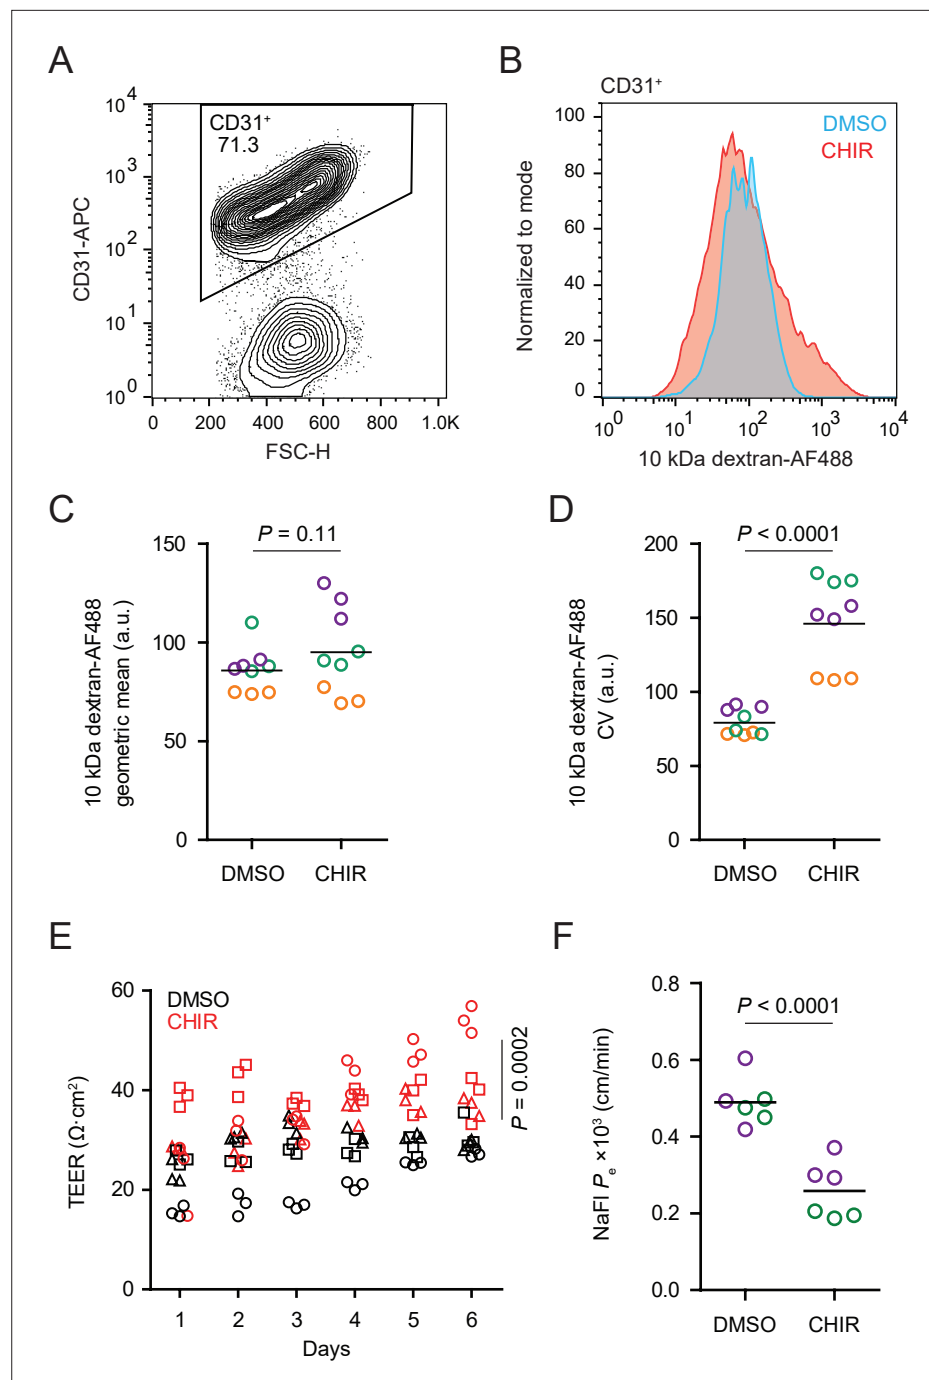 A
10⁴
10³
10²
10¹
10⁰
CD31-APC
CD31⁺
71.3
0
200
400
600
800
1.0K
FSC-H
B
CD31⁺
DMSO
CHIR
100
80
60
40
20
0
Normalized to mode
10⁰
10¹
10²
10³
10⁴
10 kDa dextran-AF488
C
P = 0.11
150
100
50
0
10 kDa dextran-AF488
geometric mean (a.u.)
DMSO
CHIR
D
P < 0.0001
200
150
100
50
0
10 kDa dextran-AF488
CV (a.u.)
DMSO
CHIR
E
DMSO
CHIR
60
40
20
0
TEER (Ω·cm²)
P = 0.0002
1
2
3
4
5
6
Days
F
P < 0.0001
0.8
0.6
0.4
0.2
0.0
NaFl Pₑ × 10³ (cm/min)
DMSO
CHIR